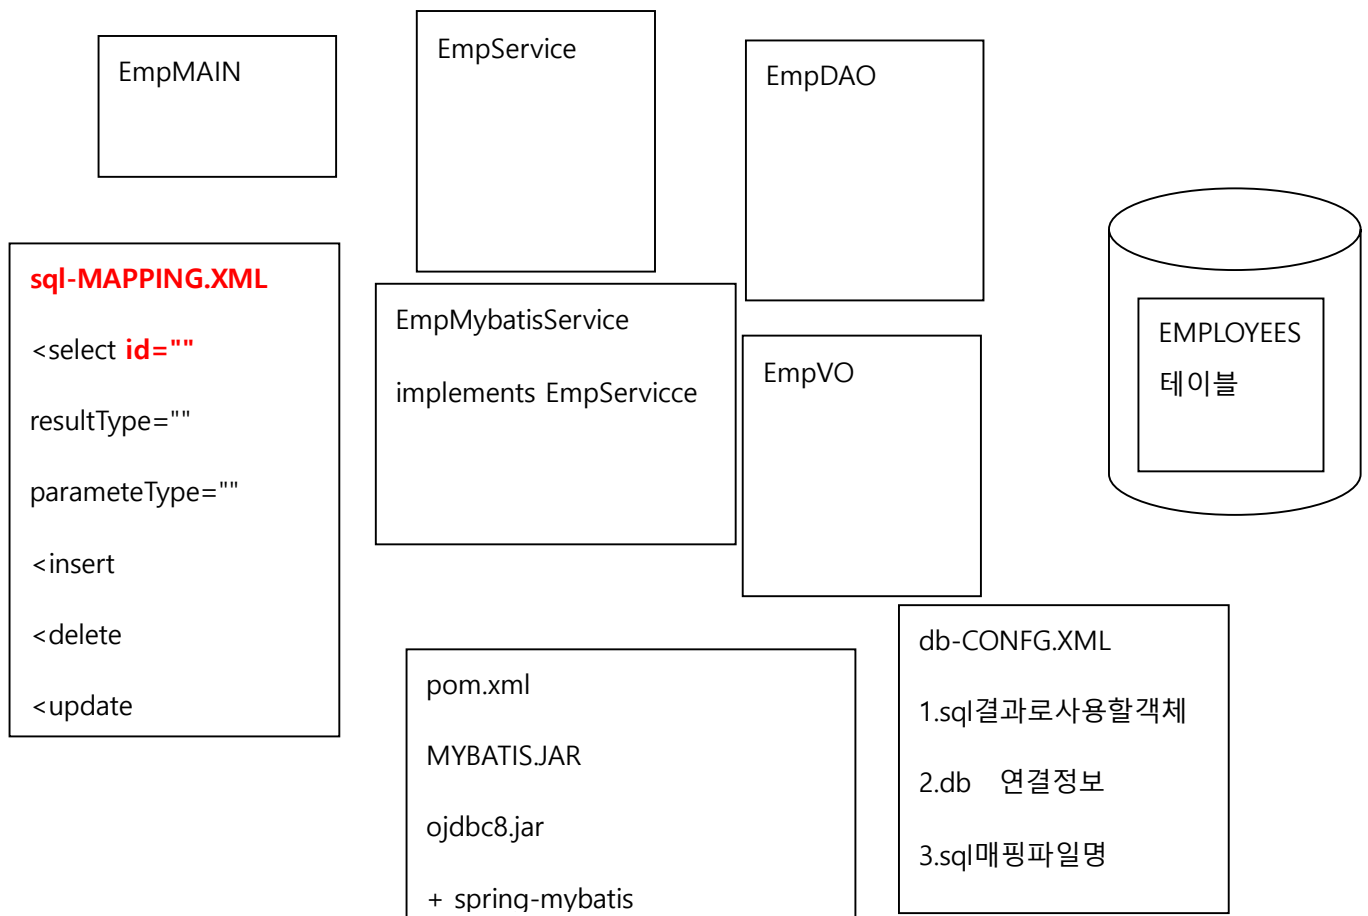 EmpMAIN
EmpService
EmpDAO
sql-MAPPING.XML
<select id=""
resultType=""
parameteType=""
<insert
<delete
<update
EmpMybatisService
implements EmpServicce
EmpVO
EMPLOYEES
테이블
pom.xml
MYBATIS.JAR
ojdbc8.jar
+ spring-mybatis
db-CONFG.XML
1.sql결과로사용할객체
2.db 연결정보
3.sql매핑파일명